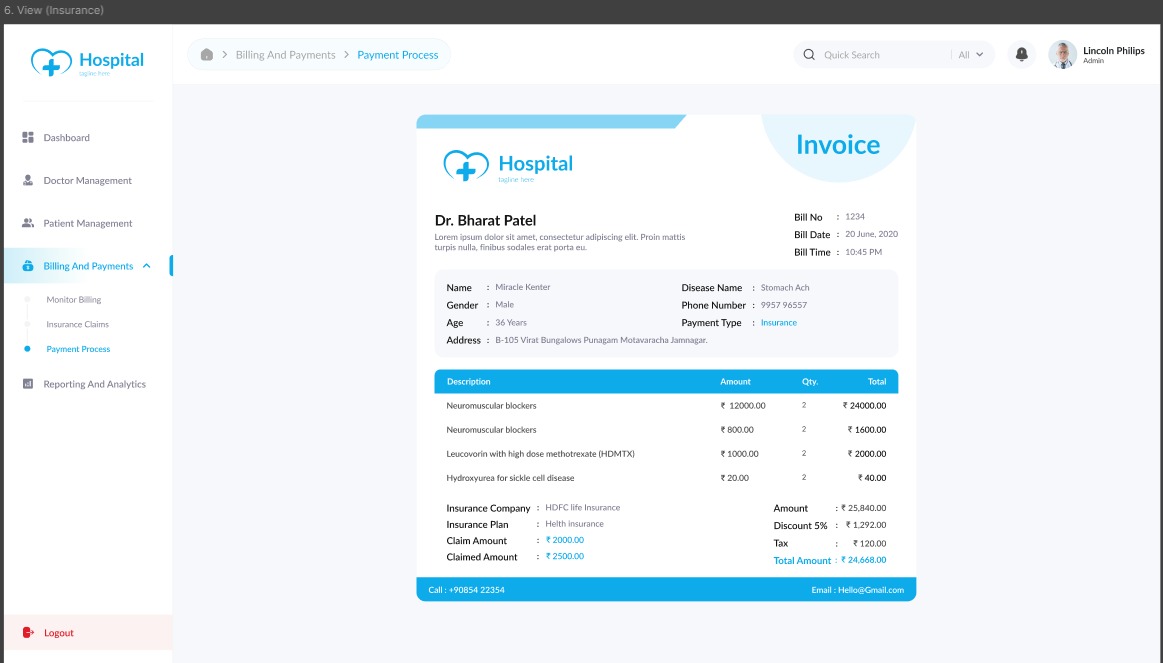 6. View (Insurance)
Hospital
tagline here
Billing And Payments > Payment Process
Quick Search
All
Lincoln Philips
Admin
Dashboard
Doctor Management
Patient Management
Billing And Payments
Monitor Billing
Insurance Claims
Payment Process
Reporting And Analytics
Logout
Invoice
Hospital
tagline here
Dr. Bharat Patel
Lorem ipsum dolor sit amet, consectetur adipiscing elit. Proin mattis
turpis nulla, finibus sodales erat porta eu.
Bill No : 1234
Bill Date : 20 June, 2020
Bill Time : 10:45 PM
Name : Miracle Kenter
Disease Name : Stomach Ach
Gender : Male
Phone Number : 9957 96557
Age : 36 Years
Payment Type : Insurance
Address : B-105 Virat Bungalows Punagam Motavaracha Jamnagar.
Description Amount Qty. Total
Neuromuscular blockers ₹ 12000.00 2 ₹ 24000.00
Neuromuscular blockers ₹ 800.00 2 ₹ 1600.00
Leucovorin with high dose methotrexate (HDMTX) ₹ 1000.00 2 ₹ 2000.00
Hydroxyurea for sickle cell disease ₹ 20.00 2 ₹ 40.00
Insurance Company : HDFC life Insurance
Insurance Plan : Helth insurance
Claim Amount : ₹ 2000.00
Claimed Amount : ₹ 2500.00
Amount : ₹ 25,840.00
Discount 5% : ₹ 1,292.00
Tax : ₹ 120.00
Total Amount : ₹ 24,668.00
Call : +90854 22354
Email : Hello@Gmail.com